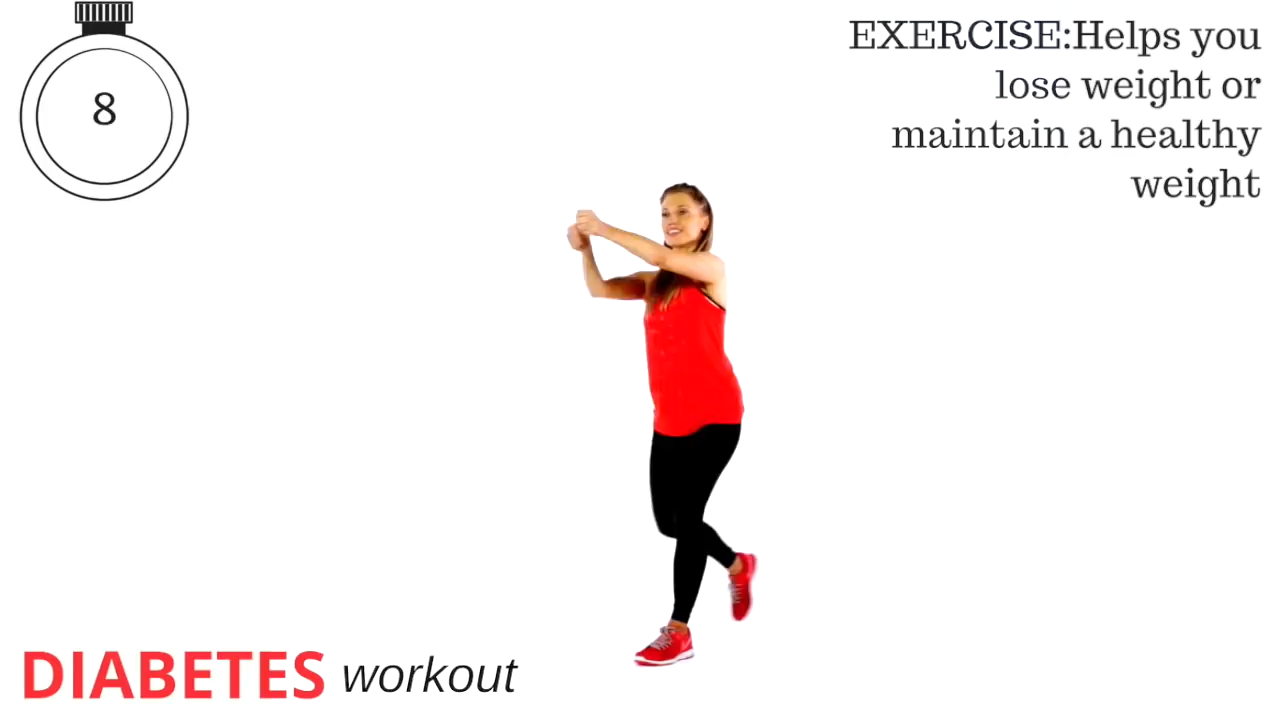 8
EXERCISE:Helps you
lose weight or
maintain a healthy
weight
DIABETES workout